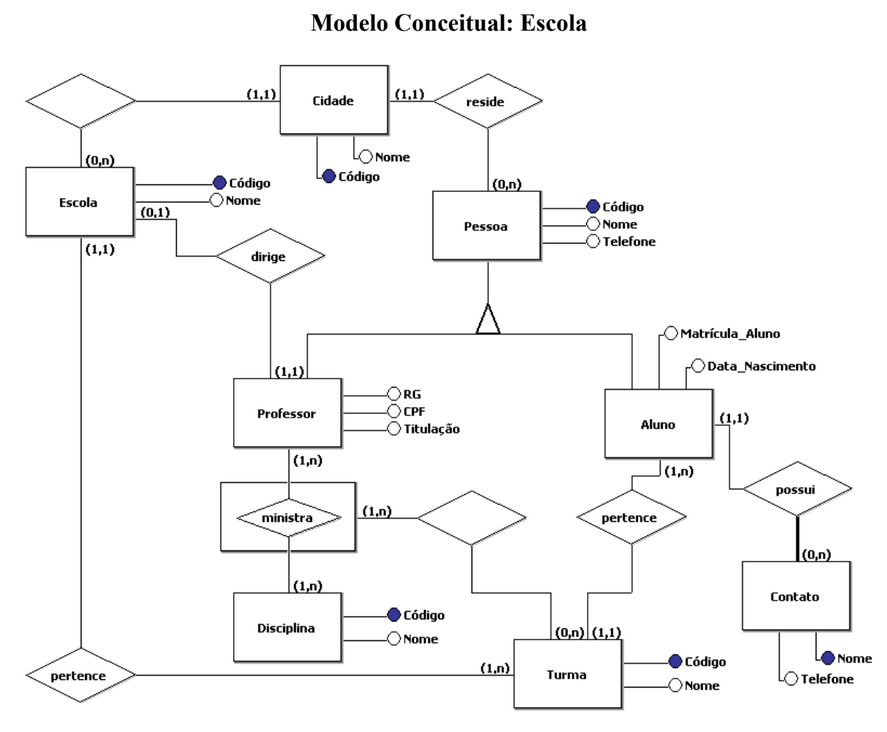 Modelo Conceitual: Escola
(1,1) Cidade (1,1) reside
Nome
Código
(0,n) (0,n)
Escola Código
Nome
(0,1)
(1,1)
Pessoa Código
Nome
Telefone
dirige
Matrícula_Aluno
Data_Nascimento
(1,1)
Professor RG
CPF
Titulação
Aluno (1,1)
(1,n) (1,n)
possui
ministra (1,n) pertence
(0,n)
(1,n)
Disciplina Código
Nome
Contato
Nome
Telefone
(0,n) (1,1)
pertence (1,n) Turma Código
Nome